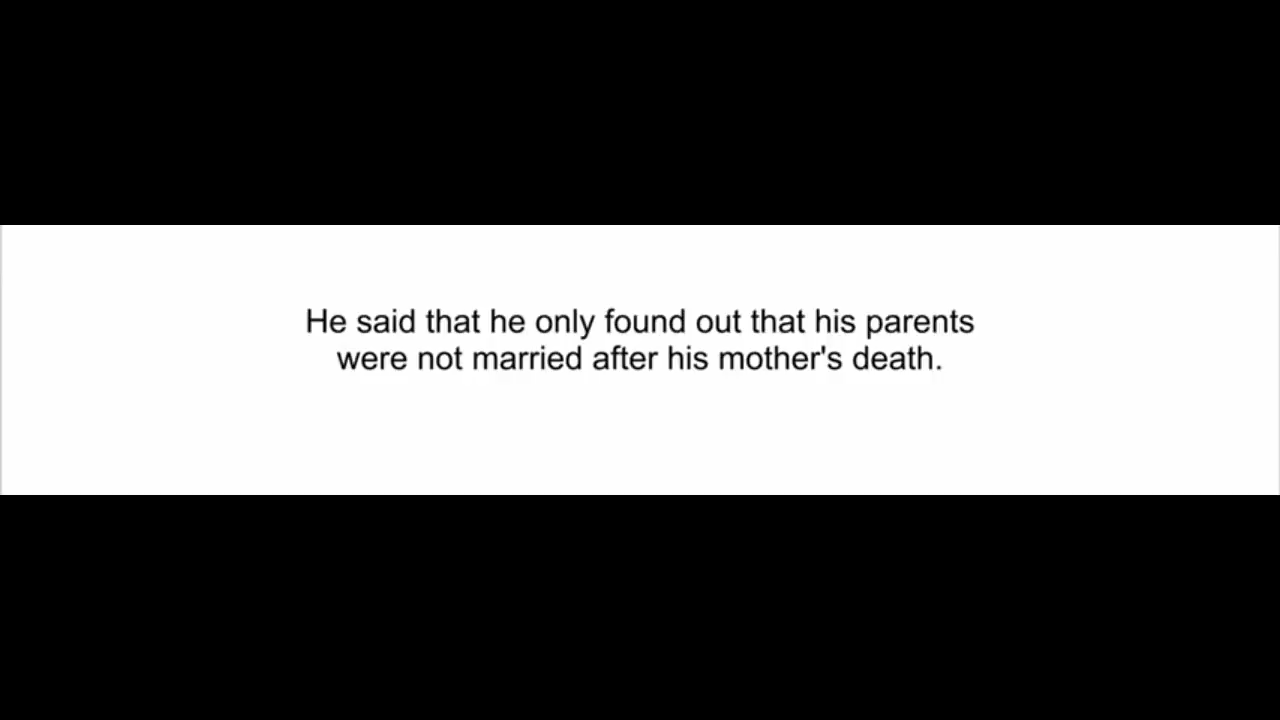 He said that he only found out that his parents
were not married after his mother's death.